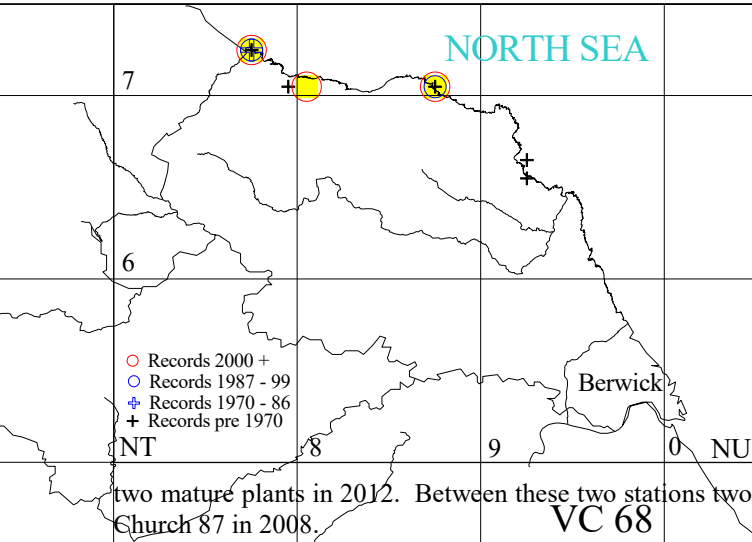 NORTH SEA
7
6
Records 2000 +
Records 1987 - 99
Records 1970 - 86
Records pre 1970
Berwick
NT 8 9 0 NU
two mature plants in 2012. Between these two stations two
Church 87 in 2008.
VC 68